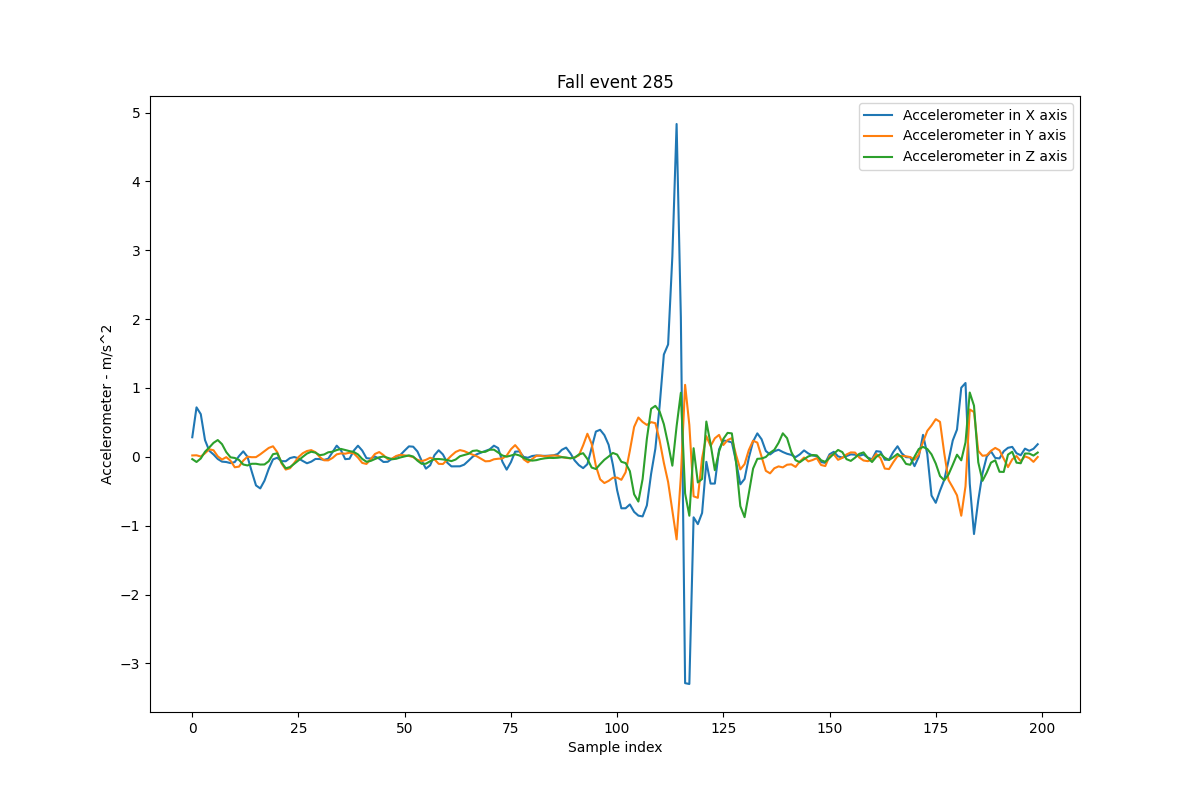 Fall event 285
Accelerometer in X axis
Accelerometer in Y axis
Accelerometer in Z axis
5
4
3
2
1
0
−1
−2
−3
Accelerometer - m/s^2
0 25 50 75 100 125 150 175 200
Sample index